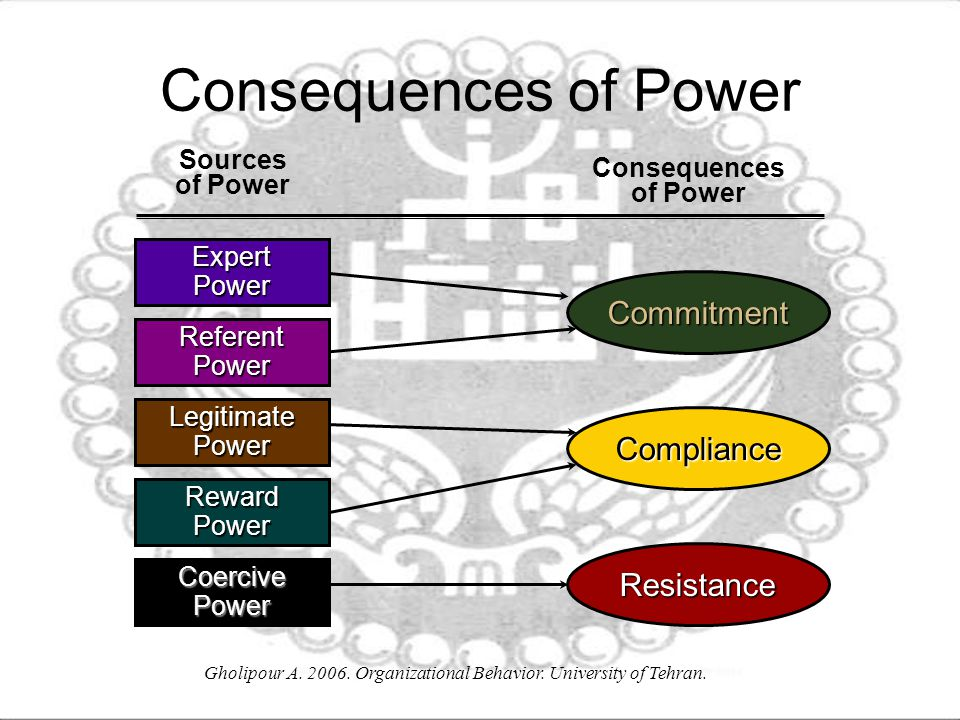 Consequences of Power
Sources
of Power
Consequences
of Power
Expert
Power
Referent
Power
Legitimate
Power
Reward
Power
Coercive
Power
Commitment
Compliance
Resistance
Gholipour A. 2006. Organizational Behavior. University of Tehran.